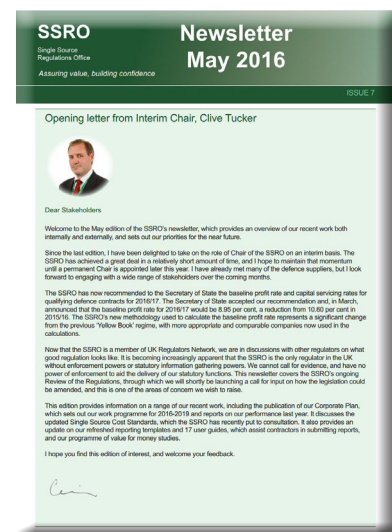 SSRO
Single Source
Regulations Office
Assuring value, building confidence
Newsletter
May 2016
ISSUE 7
Opening letter from Interim Chair, Clive Tucker
Dear Stakeholders
Welcome to the May edition of the SSRO's newsletter, which provides an overview of our recent work both
internally and externally, and sets out our priorities for the near future.
Since the last edition, I have been delighted to take on the role of Chair of the SSRO on an interim basis. The
SSRO has achieved a great deal in a relatively short amount of time, and I hope to maintain that momentum
until a permanent Chair is appointed later this year. I have already met many of the defence suppliers, but I look
forward to engaging with a wide range of stakeholders over the coming months.
The SSRO has now recommended to the Secretary of State the baseline profit rate and capital servicing rates for
qualifying defence contracts for 2016/17. The Secretary of State accepted our recommendation and, in March,
announced that the baseline profit rate for 2016/17 would be 8.95 per cent, a reduction from 10.60 per cent in
2015/16. The SSRO's new methodology used to calculate the baseline profit rate represents a significant change
from the previous 'Yellow Book' regime, with more appropriate and comparable companies now used in the
calculations.
Now that the SSRO is a member of UK Regulators Network, we are in discussions with other regulators on what
good regulation looks like. It is becoming increasingly apparent that the SSRO is the only regulator in the UK
without enforcement powers or statutory information gathering powers. We cannot call for evidence, and have no
power of enforcement to aid the delivery of our statutory functions. This newsletter covers the SSRO's ongoing
Review of the Regulations, through which we will shortly be launching a call for input on how the legislation could
be amended, and this is one of the areas of concern we wish to raise.
This edition provides information on a range of our recent work, including the publication of our Corporate Plan,
which sets out our work programme for 2016-2019 and reports on our performance last year. It discusses the
updated Single Source Cost Standards, which the SSRO has recently put to consultation. It also provides an
update on our refreshed reporting templates and 17 user guides, which assist contractors in submitting reports,
and our programme of value for money studies.
I hope you find this edition of interest, and welcome your feedback.